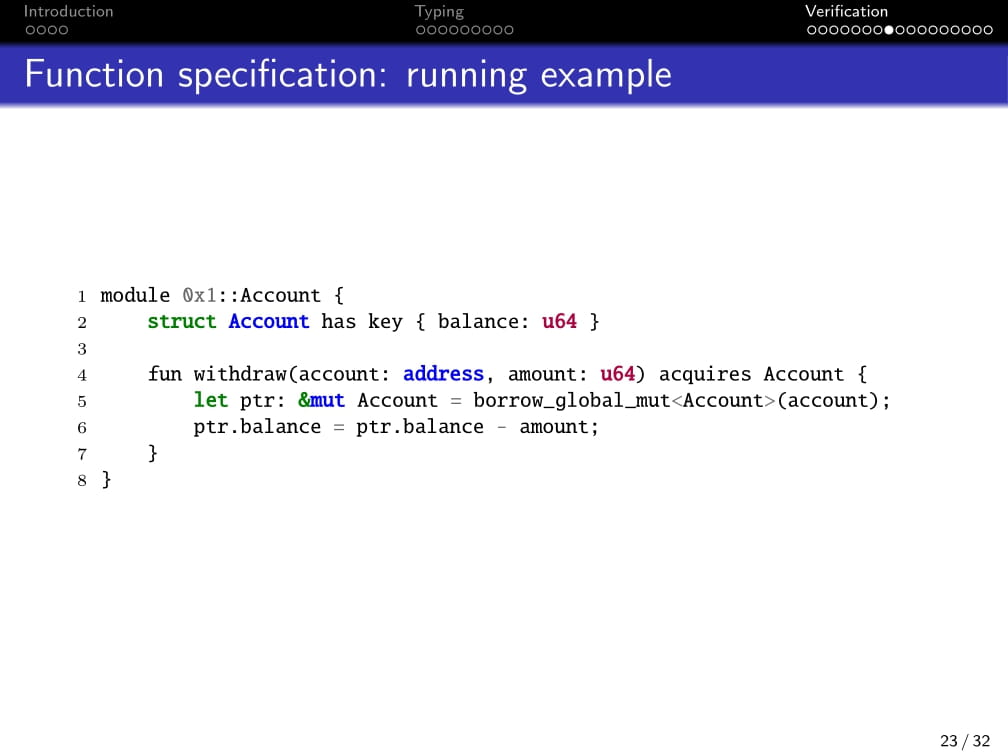 Introduction
Typing
Verification
Function specification: running example
1 module 0x1::Account {
2     struct Account has key { balance: u64 }
3
4     fun withdraw(account: address, amount: u64) acquires Account {
5         let ptr: &mut Account = borrow_global_mut<Account>(account);
6         ptr.balance = ptr.balance - amount;
7     }
8 }
23 / 32